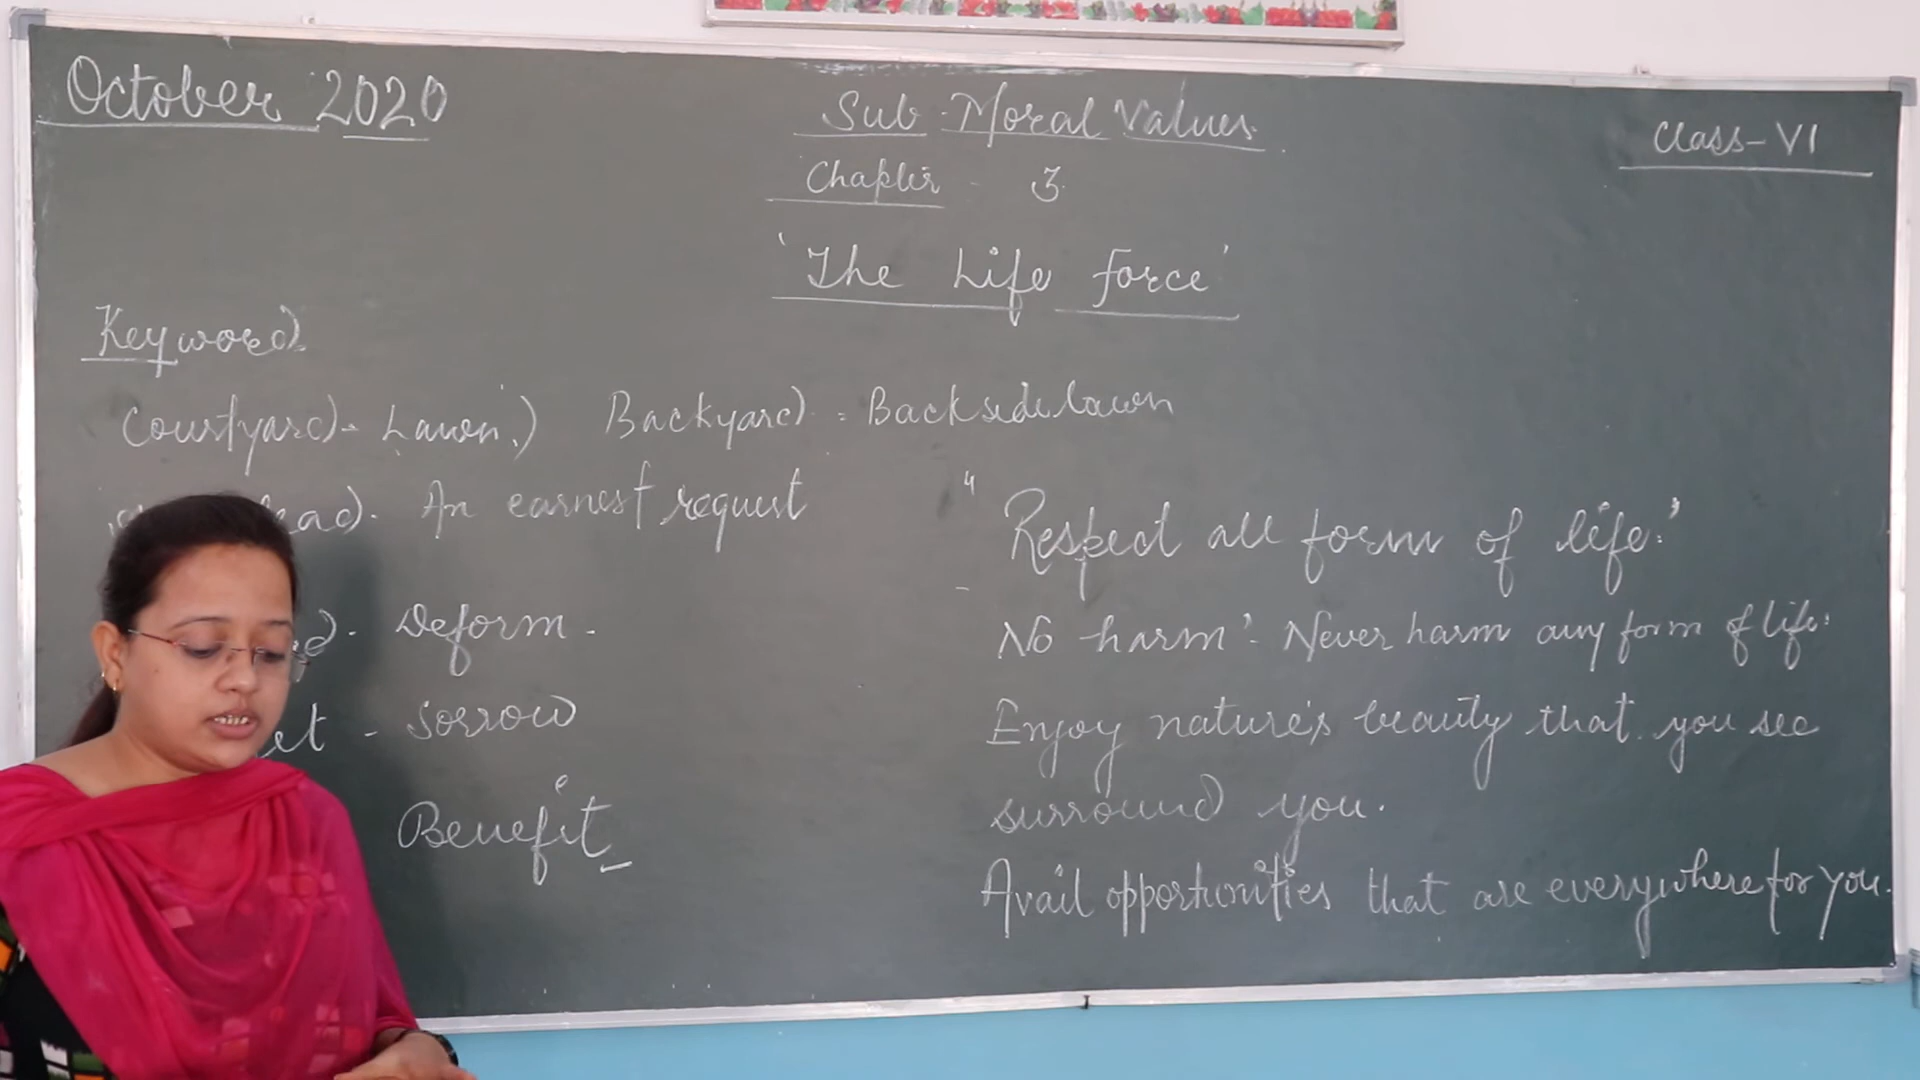 October 2020
Sub - Moral Values.
Class - VI
Chapter - 3
'The Life force'
Keyword
Courtyard - Lawn.) Backyard = Backside lawn
An earnest request
Deform -
Sorrow
Benefit
"Respect all form of life."
No harm' - Never harm any form of life.
Enjoy nature's beauty that you see
surround you.
Avail opportunities that are everywhere for you.